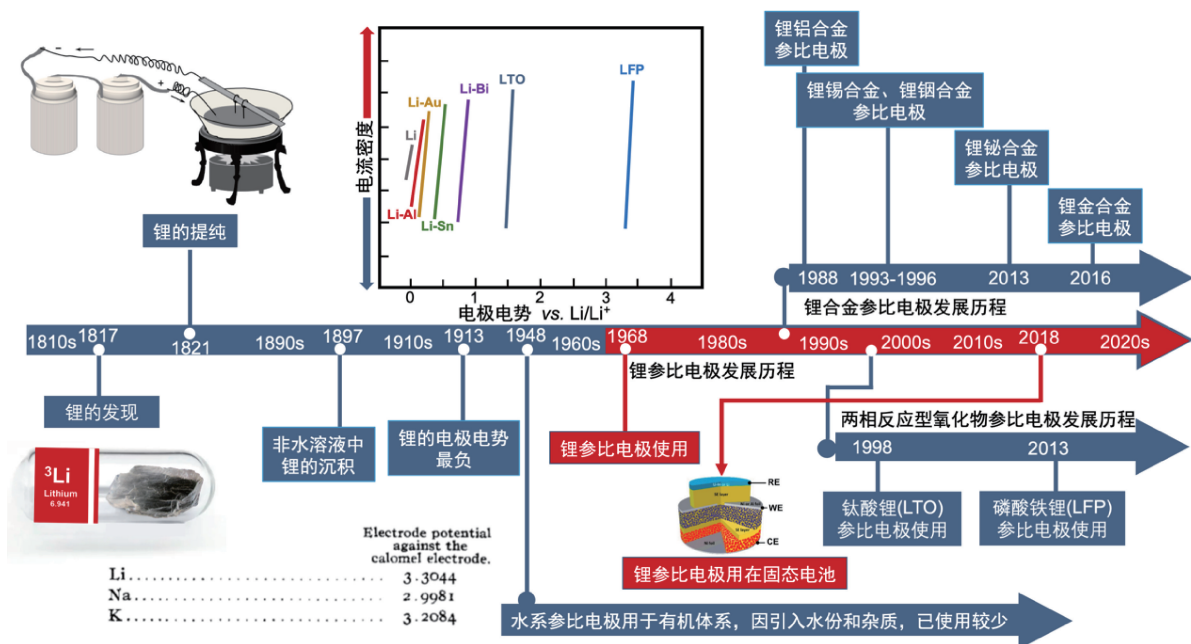 锂铝合金
参比电极
锂锡合金、锂铟合金
参比电极
锂铋合金
参比电极
锂金合金
参比电极
1988
1993-1996
2013
2016
锂合金参比电极发展历程
- +
电流密度
Li
Li-Al
Li-Au
Li-Sn
Li-Bi
LTO
LFP
0 1 2 3 4
电极电势 vs. Li/Li⁺
锂的提纯
1810s 1817 1821 1890s 1897 1910s 1913 1948 1960s 1968 1980s 1990s 2000s 2010s 2018 2020s
锂参比电极发展历程
锂的发现
非水溶液中
锂的沉积
锂的电极电势
最负
锂参比电极使用
两相反应型氧化物参比电极发展历程
1998
2013
钛酸锂(LTO)
参比电极使用
磷酸铁锂(LFP)
参比电极使用
RE
WE
CE
锂参比电极用在固态电池
³Li
Lithium
6.941
Electrode potential
against the
calomel electrode.
Li.............................. 3.3044
Na.............................. 2.9981
K............................... 3.2084
水系参比电极用于有机体系，因引入水份和杂质，已使用较少